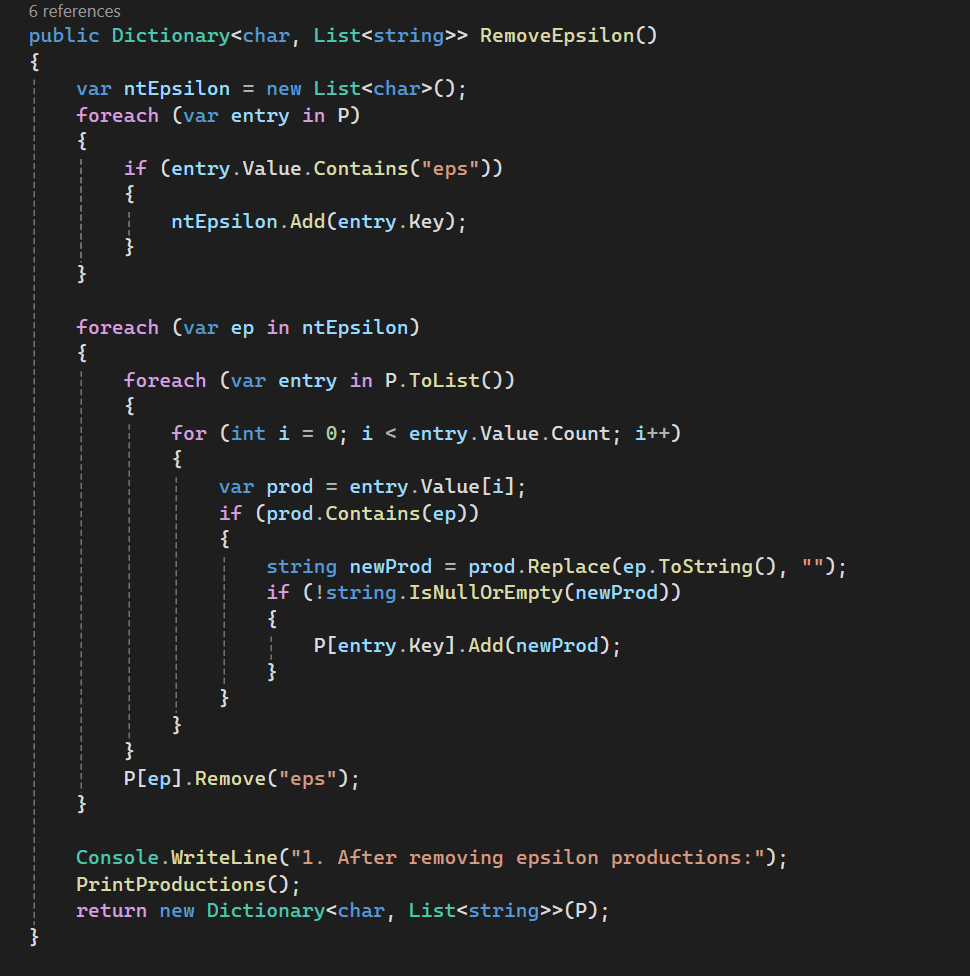 6 references
public Dictionary<char, List<string>> RemoveEpsilon()
{
    var ntEpsilon = new List<char>();
    foreach (var entry in P)
    {
        if (entry.Value.Contains("eps"))
        {
            ntEpsilon.Add(entry.Key);
        }
    }

    foreach (var ep in ntEpsilon)
    {
        foreach (var entry in P.ToList())
        {
            for (int i = 0; i < entry.Value.Count; i++)
            {
                var prod = entry.Value[i];
                if (prod.Contains(ep))
                {
                    string newProd = prod.Replace(ep.ToString(), "");
                    if (!string.IsNullOrEmpty(newProd))
                    {
                        P[entry.Key].Add(newProd);
                    }
                }
            }
        }
        P[ep].Remove("eps");
    }

    Console.WriteLine("1. After removing epsilon productions:");
    PrintProductions();
    return new Dictionary<char, List<string>>(P);
}